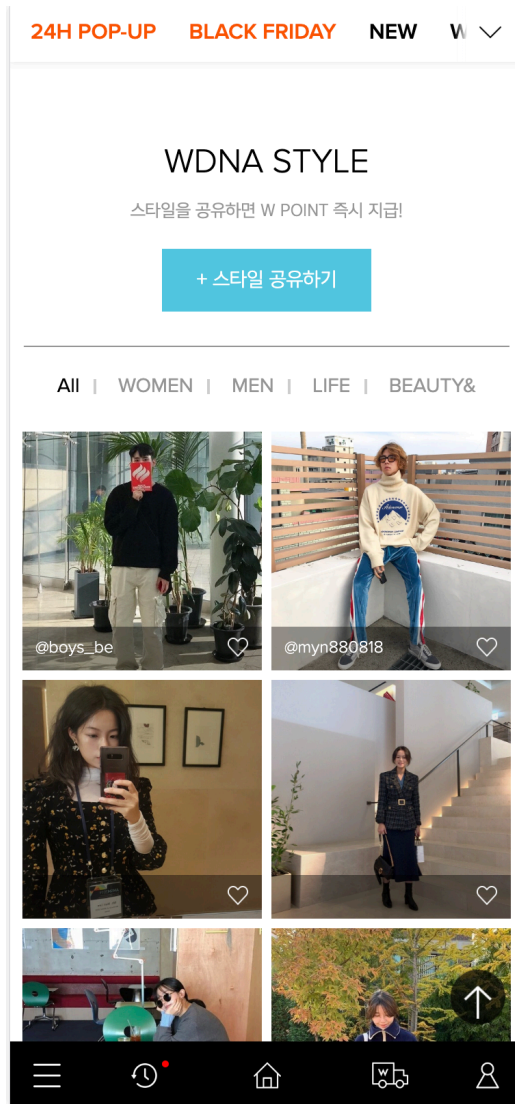 24H POP-UP BLACK FRIDAY NEW W
WDNA STYLE
스타일을 공유하면 W POINT 즉시 지급!
+ 스타일 공유하기
All | WOMEN | MEN | LIFE | BEAUTY&
@boys_be
@myn880818
W